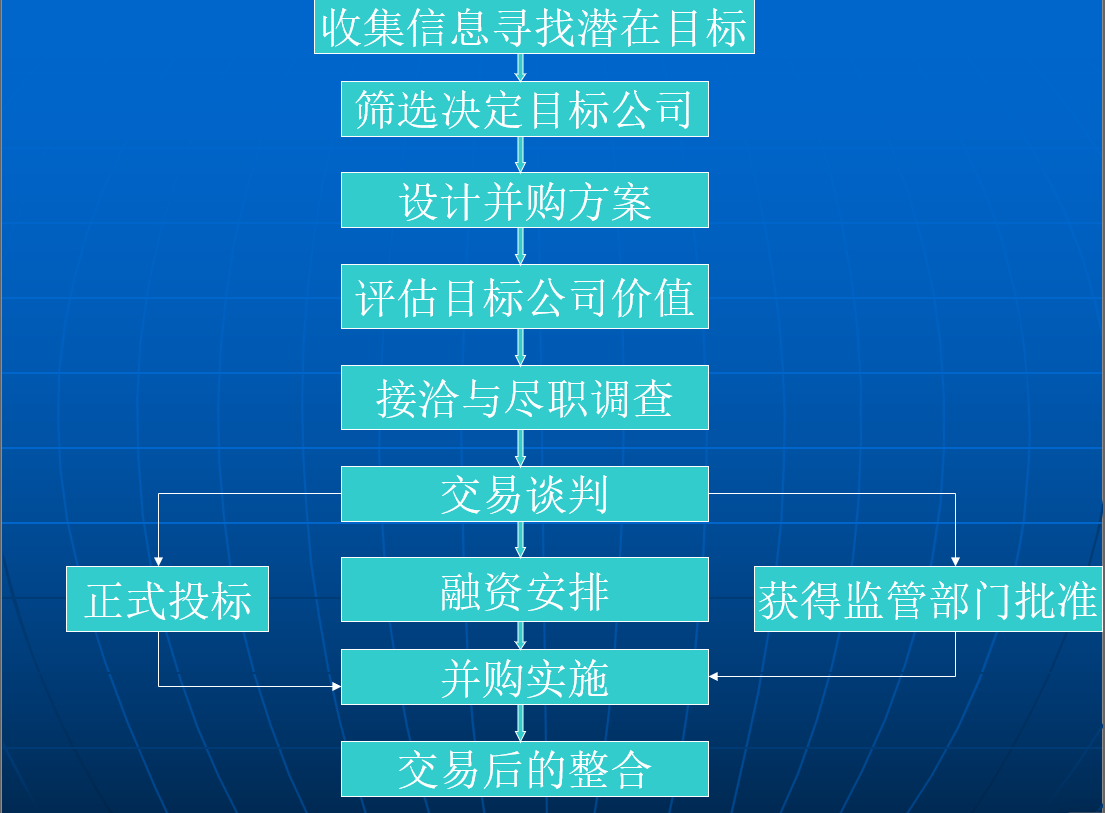 收集信息寻找潜在目标
筛选决定目标公司
设计并购方案
评估目标公司价值
接洽与尽职调查
交易谈判
正式投标
融资安排
获得监管部门批准
并购实施
交易后的整合